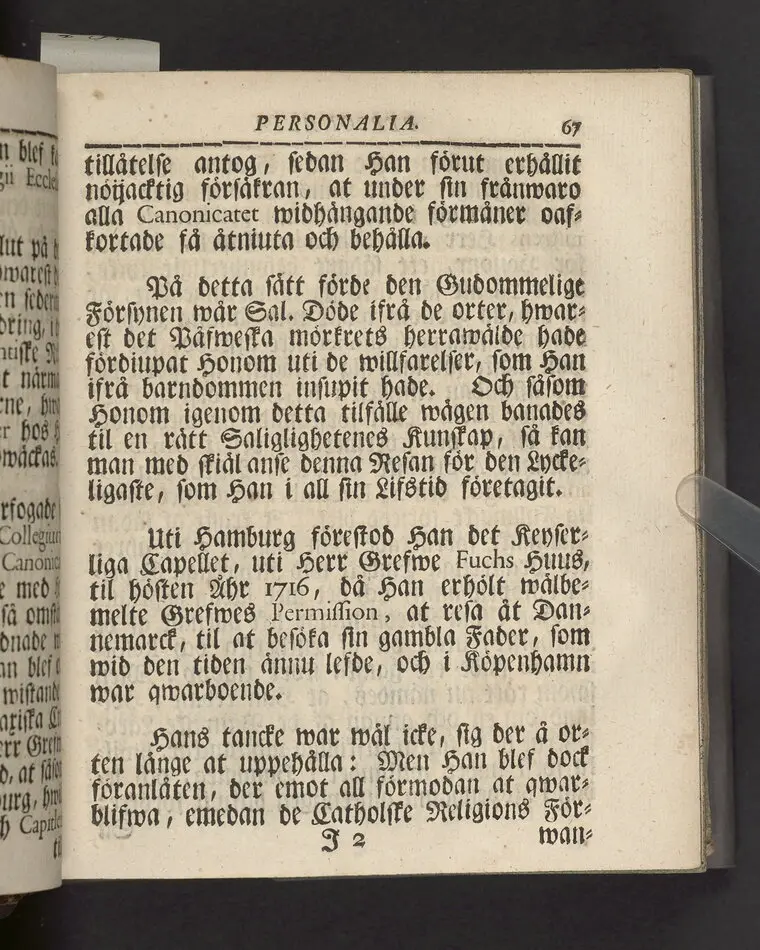 PERSONALIA. 67
tillåtelse antog, sedan Han förut erhållit
nöijacktig försäkran, at under sin frånwaro
alla Canonicatet widhängande förmåner oaf-
kortade få åtniuta och behålla.
På detta sätt förde den Gudommelige
Försynen wår Sal. Döde ifrå de orter, hwar-
est det Påfweska mörkrets herrawälde hade
fördiupat Honom uti de willfarelser, som Han
ifrå barndommen insupit hade. Och såsom
Honom igenom detta tilfälle wägen banades
til en rätt Saliglighetenes Kunskap, så kan
man med skiäl anse denna Resan för den Lycke-
ligaste, som Han i all sin Lifstid företagit.
Uti Hamburg förestod Han det Keyser-
liga Capellet, uti Herr Grefwe Fuchs Huus,
til hösten Åhr 1716, då Han erhölt wälbe-
melte Grefwes Permission, at resa åt Dan-
nemarck, til at besöka sin gambla Fader, som
wid den tiden ännu lefde, och i Köpenhamn
war qwarboende.
Hans tancke war wäl icke, sig der å or-
ten länge at uppehålla: Men Han blef dock
föranlåten, der emot all förmodan at qwar-
blifwa, emedan de Catholske Religions För-
J 2 wan-